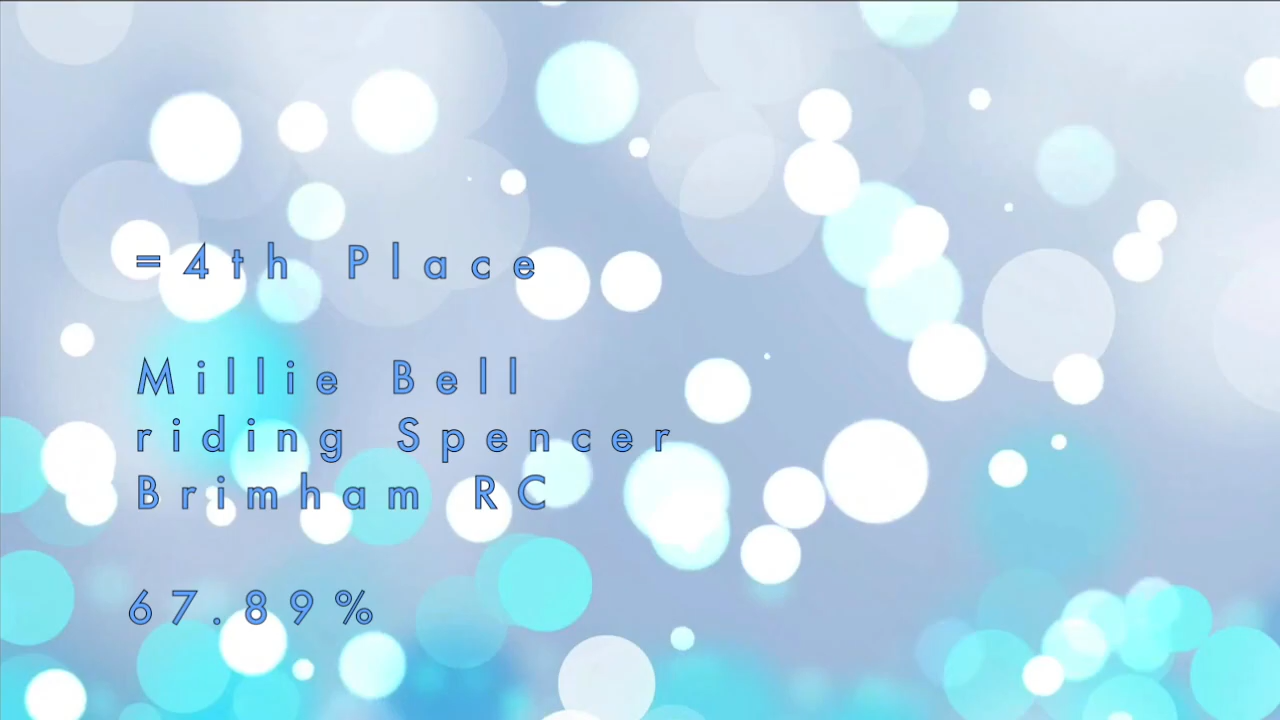 =4th Place
Millie Bell
riding Spencer
Brimham RC
67.89%